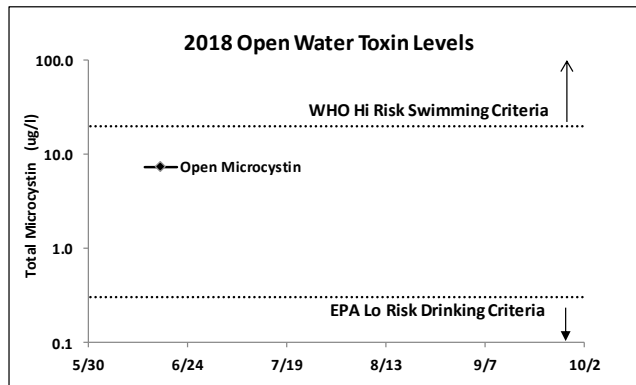 2018 Open Water Toxin Levels
100.0
WHO Hi Risk Swimming Criteria
10.0
Open Microcystin
Total Microcystin (ug/l)
1.0
EPA Lo Risk Drinking Criteria
0.1
5/30 6/24 7/19 8/13 9/7 10/2